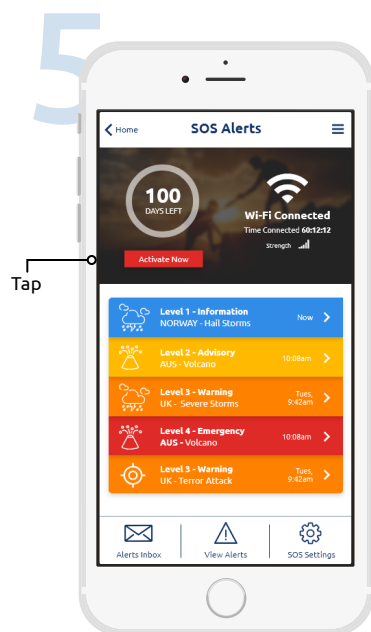 5
Home
SOS Alerts
100
DAYS LEFT
Wi-Fi Connected
Time Connected 60:12:12
Strength
Activate Now
Tap
Level 1 - Information
NORWAY - Hail Storms
Now
Level 2 - Advisory
AUS - Volcano
10:08am
Level 3 - Warning
UK - Severe Storms
Tues,
9:42am
Level 4 - Emergency
AUS - Volcano
10:08am
Level 3 - Warning
UK - Terror Attack
Tues,
9:42am
Alerts Inbox
View Alerts
SOS Settings